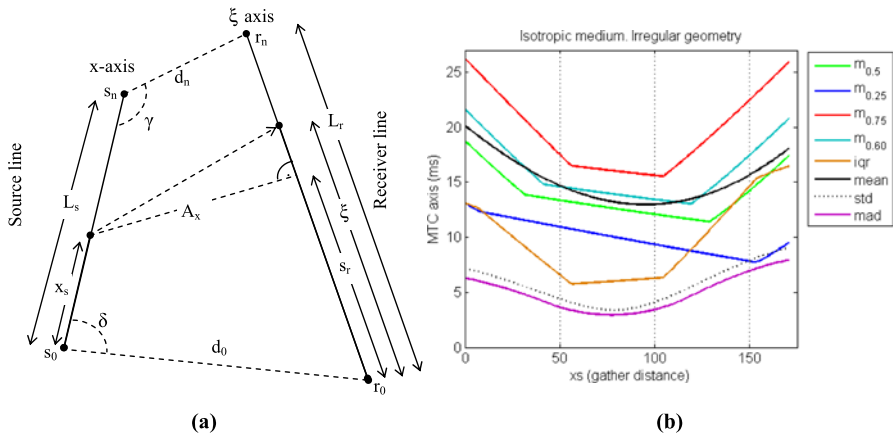 ξ axis
r_n
x-axis
d_n
s_n
γ
L_r
Source line
L_s
A_x
ξ
Receiver line
x_s
s_r
δ
d_0
s_0
r_0
(a)
Isotropic medium. Irregular geometry
MTC axis (ms)
25
20
15
10
5
0
0 50 100 150
xs (gather distance)
m_0.5
m_0.25
m_0.75
m_0.60
iqr
mean
std
mad
(b)